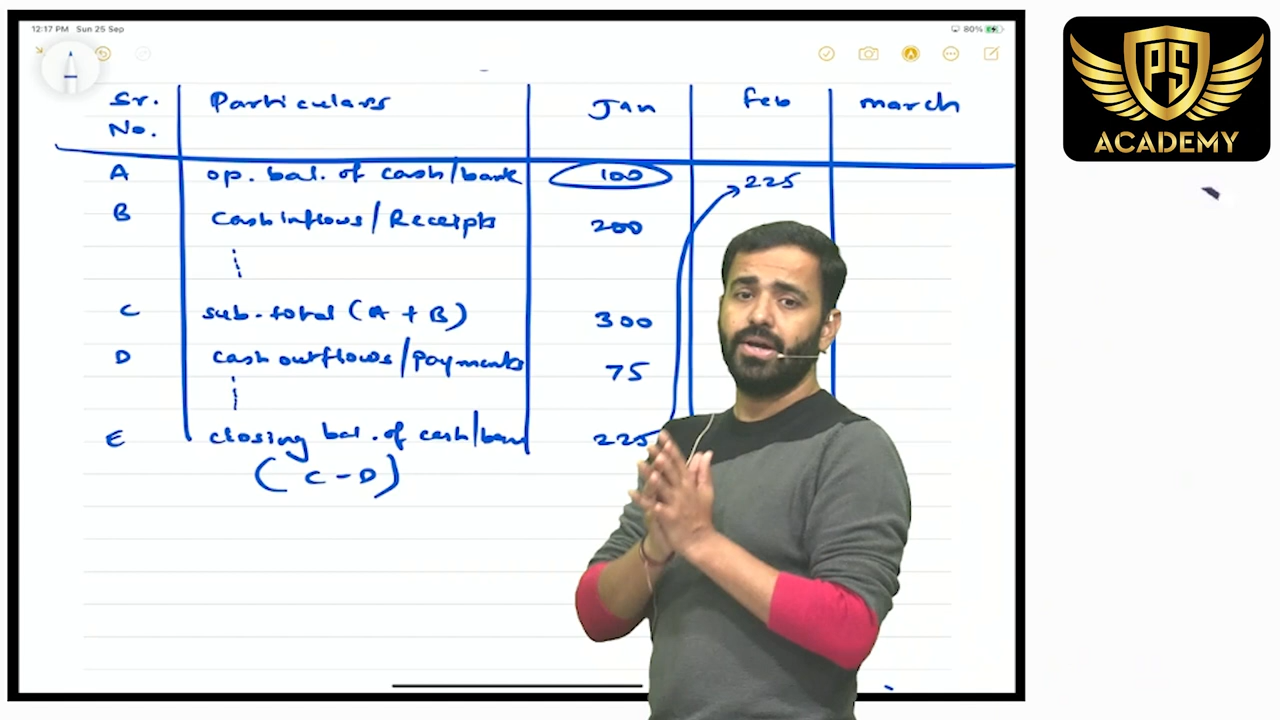 12:17 PM Sun 25 Sep
80%
PS
ACADEMY
Sr. No.
Particulars
Jan
Feb
march
A
op. bal. of cash/bank
100
225
B
Cash inflows/Receipts
200
C
sub-total (A + B)
300
D
cash outflows/payments
75
E
closing bal. of cash/bank
225
(C-D)